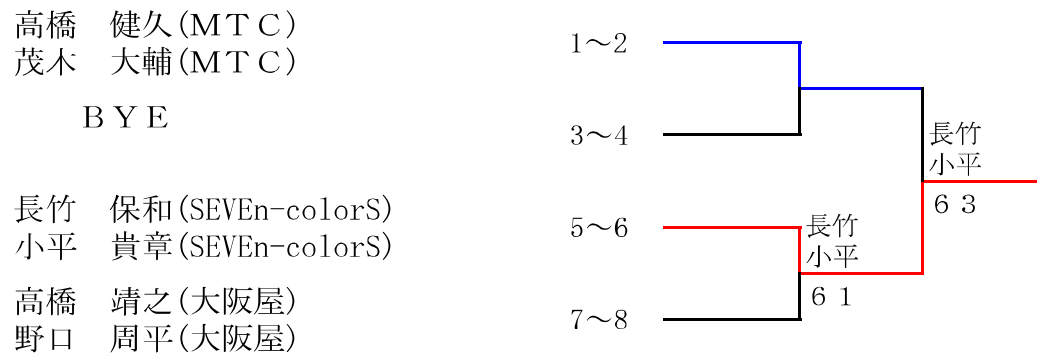 高橋　健久(ＭＴＣ)
茂木　大輔(ＭＴＣ)
ＢＹＥ
長竹　保和(SEVEn-colorS)
小平　貴章(SEVEn-colorS)
高橋　靖之(大阪屋)
野口　周平(大阪屋)
1～2
3～4
5～6
7～8
長竹
小平
６１
長竹
小平
６３